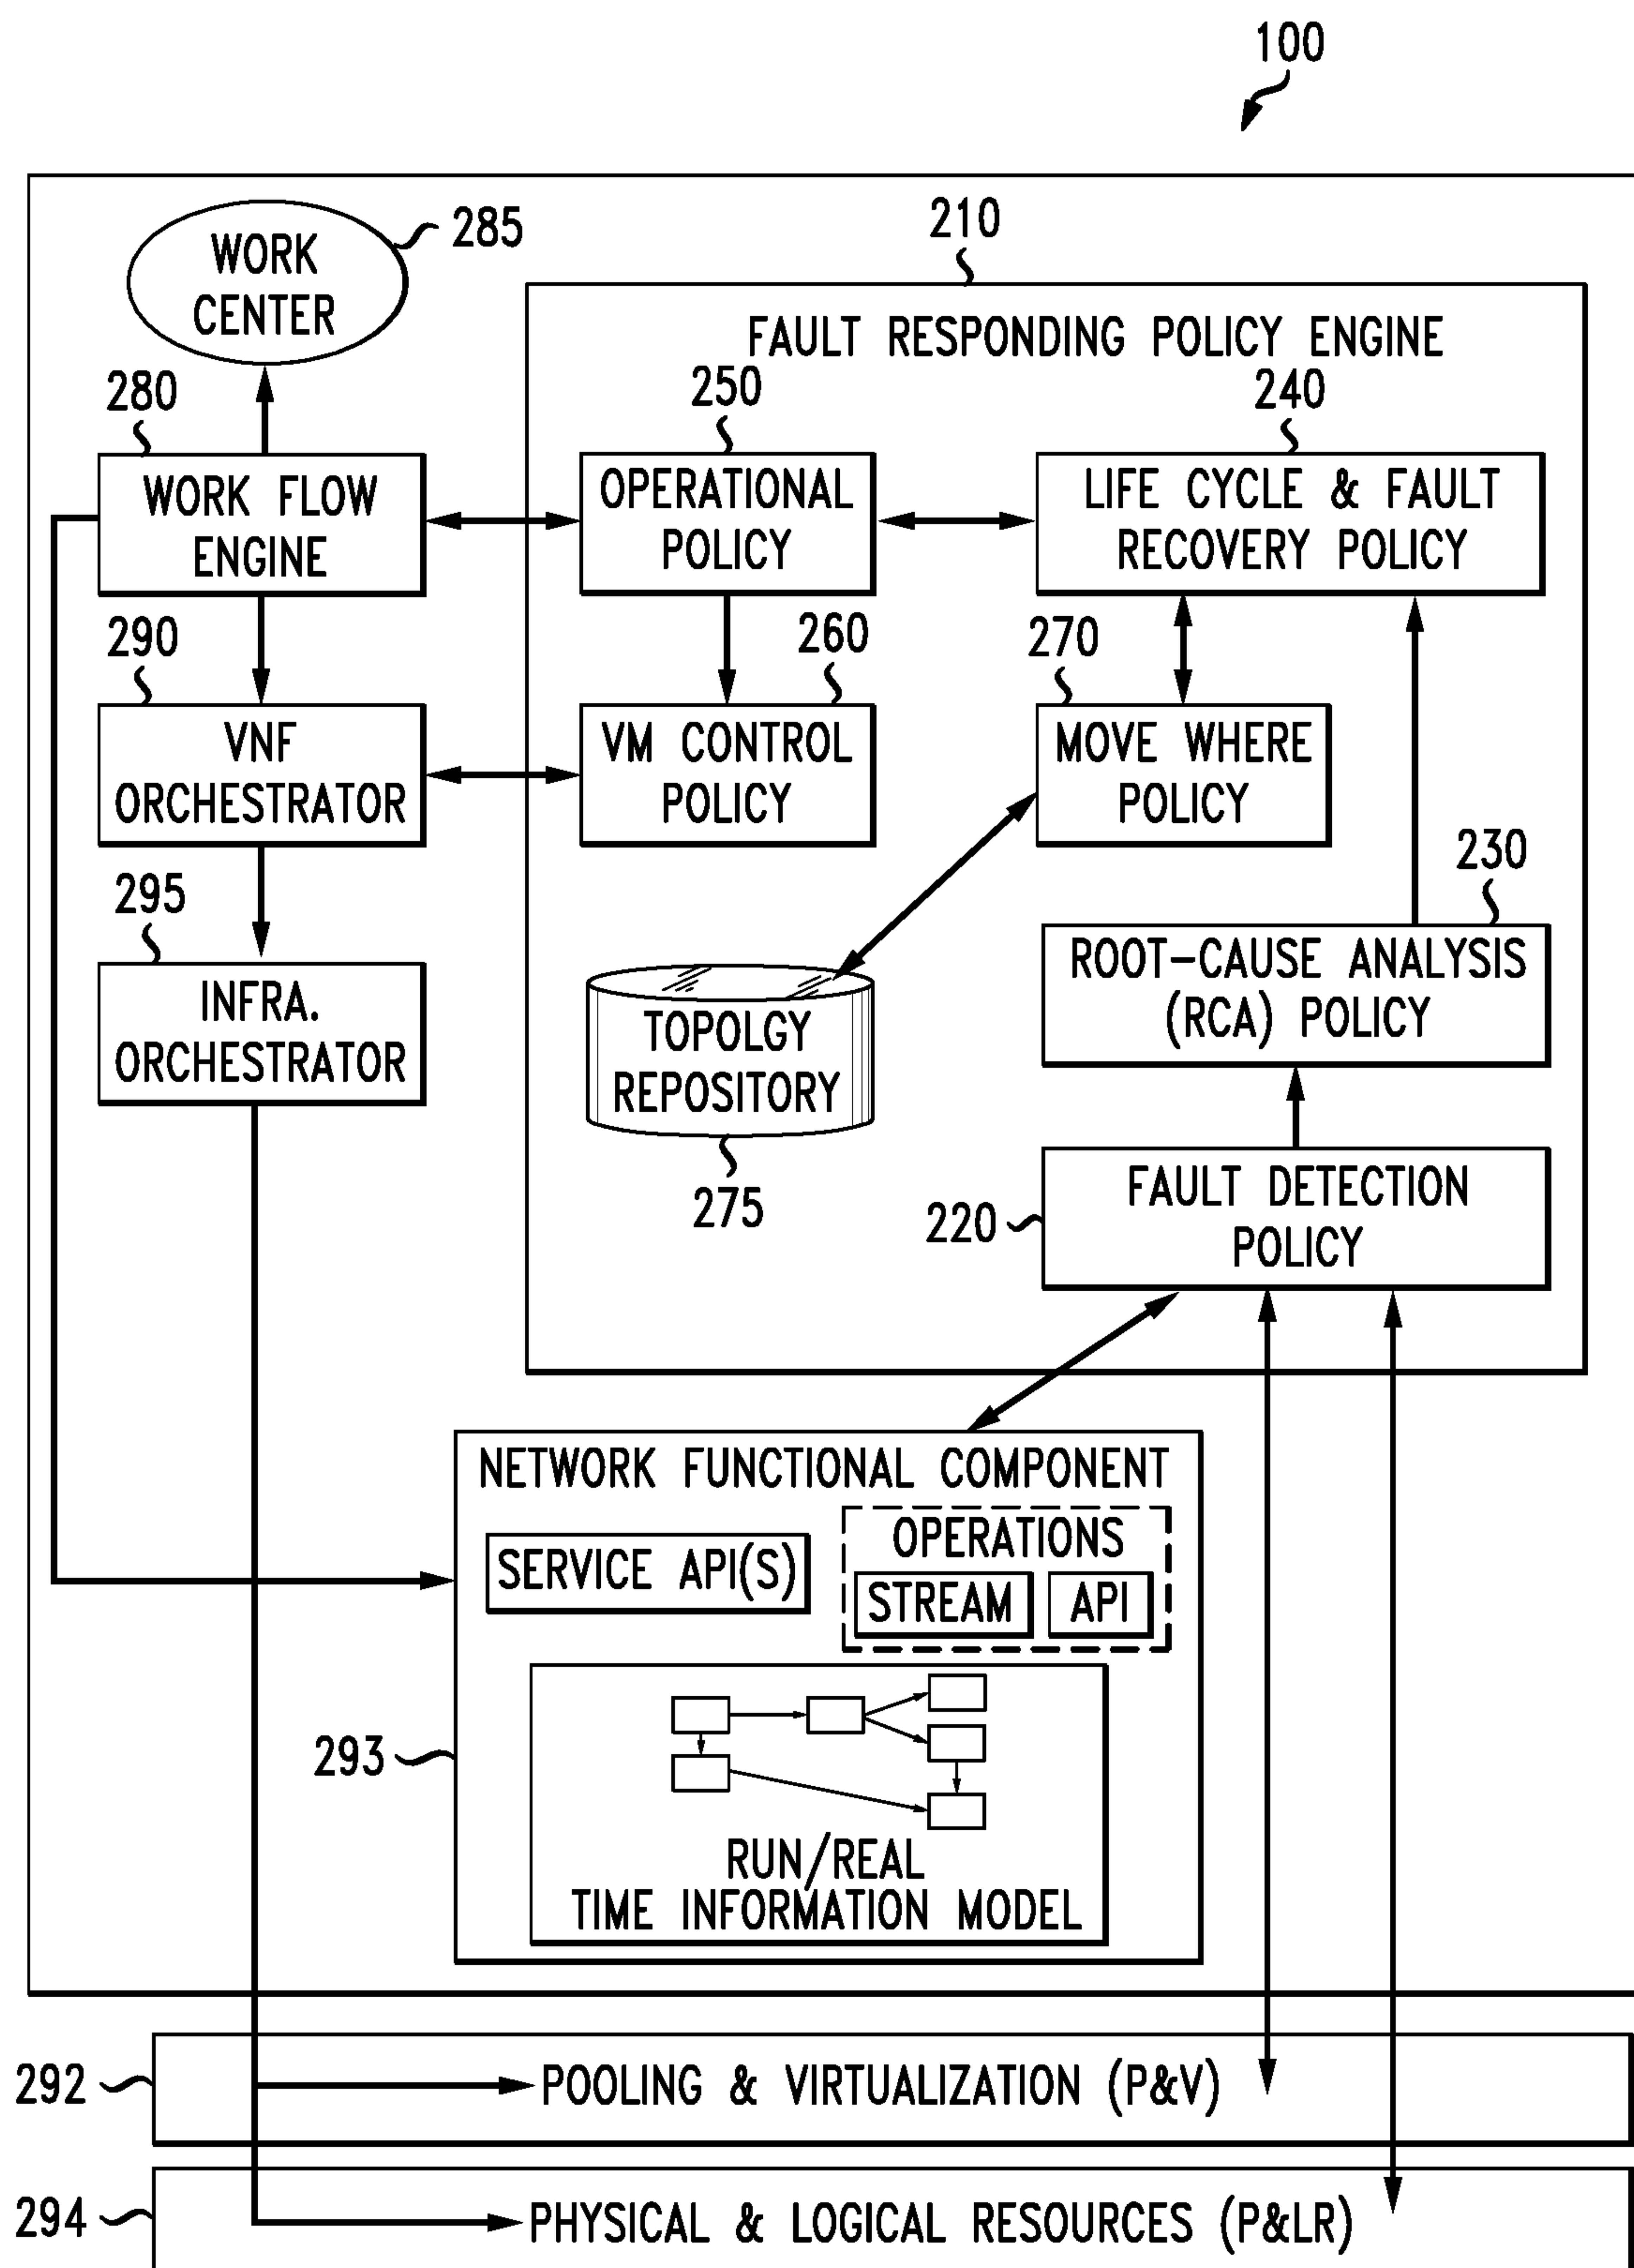 100
210
285
WORK
CENTER
FAULT RESPONDING POLICY ENGINE
280
250
240
WORK FLOW
ENGINE
OPERATIONAL
POLICY
LIFE CYCLE & FAULT
RECOVERY POLICY
290
260
270
VNF
ORCHESTRATOR
VM CONTROL
POLICY
MOVE WHERE
POLICY
230
295
INFRA.
ORCHESTRATOR
ROOT-CAUSE ANALYSIS
(RCA) POLICY
TOPOLGY
REPOSITORY
275
220
FAULT DETECTION
POLICY
NETWORK FUNCTIONAL COMPONENT
SERVICE API(S)
OPERATIONS
STREAM
API
293
RUN/REAL
TIME INFORMATION MODEL
292
POOLING & VIRTUALIZATION (P&V)
294
PHYSICAL & LOGICAL RESOURCES (P&LR)